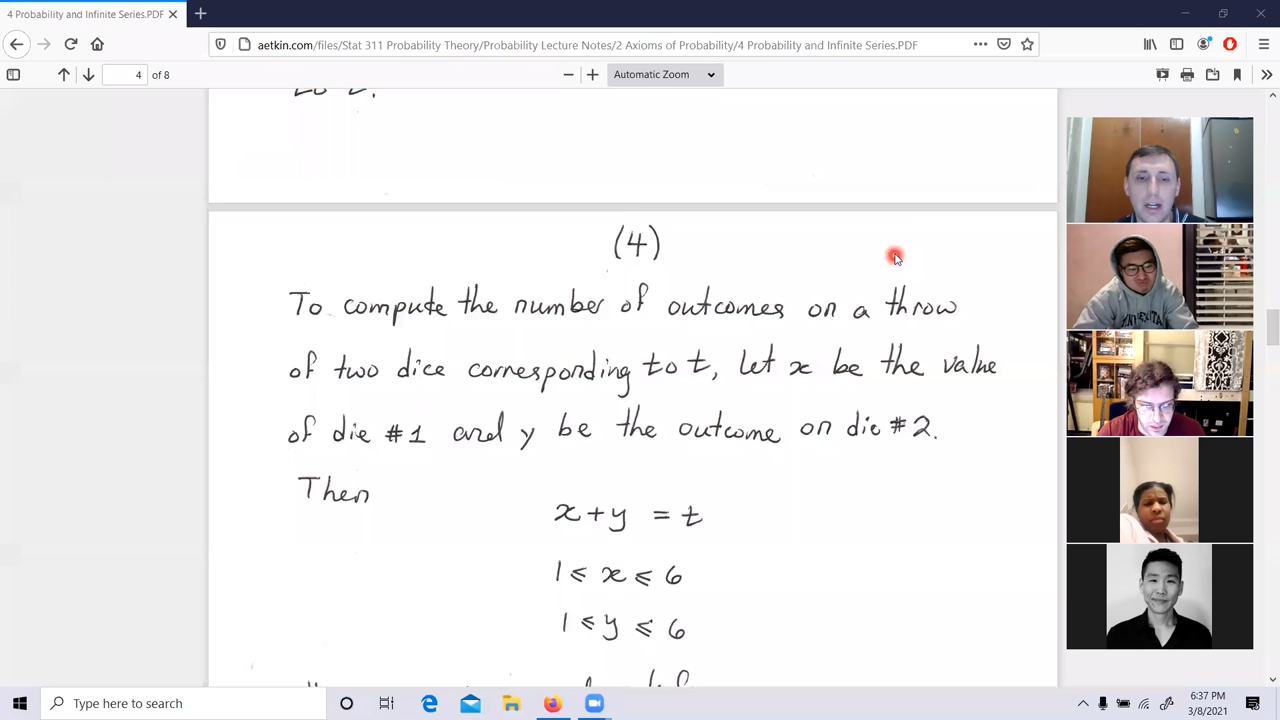 4 Probability and Infinite Series.PDF
aetkin.com/files/Stat 311 Probability Theory/Probability Lecture Notes/2 Axioms of Probability/4 Probability and Infinite Series.PDF
4 of 8
Automatic Zoom
(4)
To compute the number of outcomes on a throw
of two dice corresponding to t, let x be the value
of die #1 and y be the outcome on die #2.
Then
x+y = t
1 ≤ x ≤ 6
1 ≤ y ≤ 6
Type here to search
6:37 PM
3/8/2021